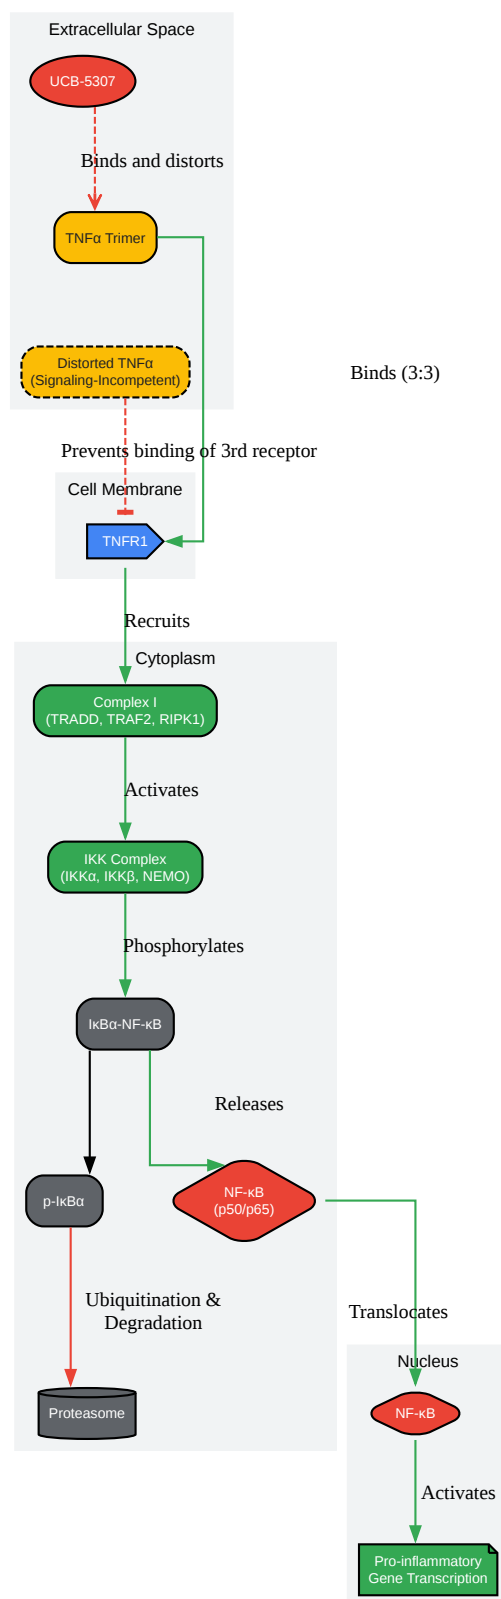 Extracellular Space
UCB-5307
Binds and distorts
TNFα Trimer
Distorted TNFα
(Signaling-Incompetent)
Binds (3:3)
Prevents binding of 3rd receptor
Cell Membrane
TNFR1
Recruits
Cytoplasm
Complex I
(TRADD, TRAF2, RIPK1)
Activates
IKK Complex
(IKKα, IKKβ, NEMO)
Phosphorylates
IκBα-NF-κB
Releases
p-IκBα
NF-κB
(p50/p65)
Ubiquitination &
Degradation
Translocates
Nucleus
Proteasome
NF-κB
Activates
Pro-inflammatory
Gene Transcription